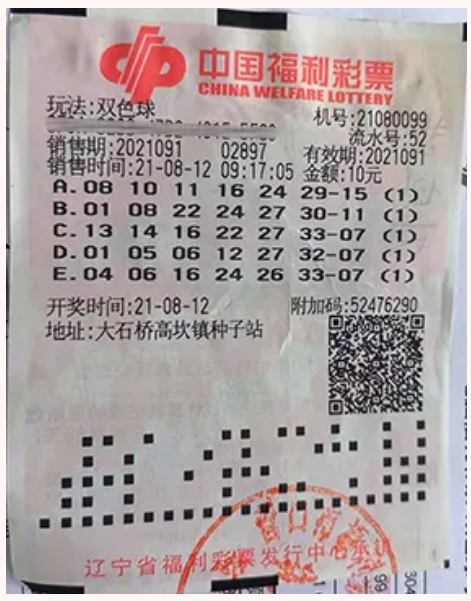 中国福利彩票
CHINA WELFARE LOTTERY
玩法:双色球 机号:21080099
流水号:52
销售期:2021091 02897 有效期:2021091
销售时间:21-08-12 09:17:05 金额:10元
A.08 10 11 16 24 29-15 (1)
B.01 08 22 24 27 30-11 (1)
C.13 14 16 22 27 33-07 (1)
D.01 05 06 12 27 32-07 (1)
E.04 06 16 24 26 33-07 (1)
开奖时间:21-08-12 附加码:52476290
地址:大石桥高坎镇种子站
辽宁省福利彩票发行中心承销